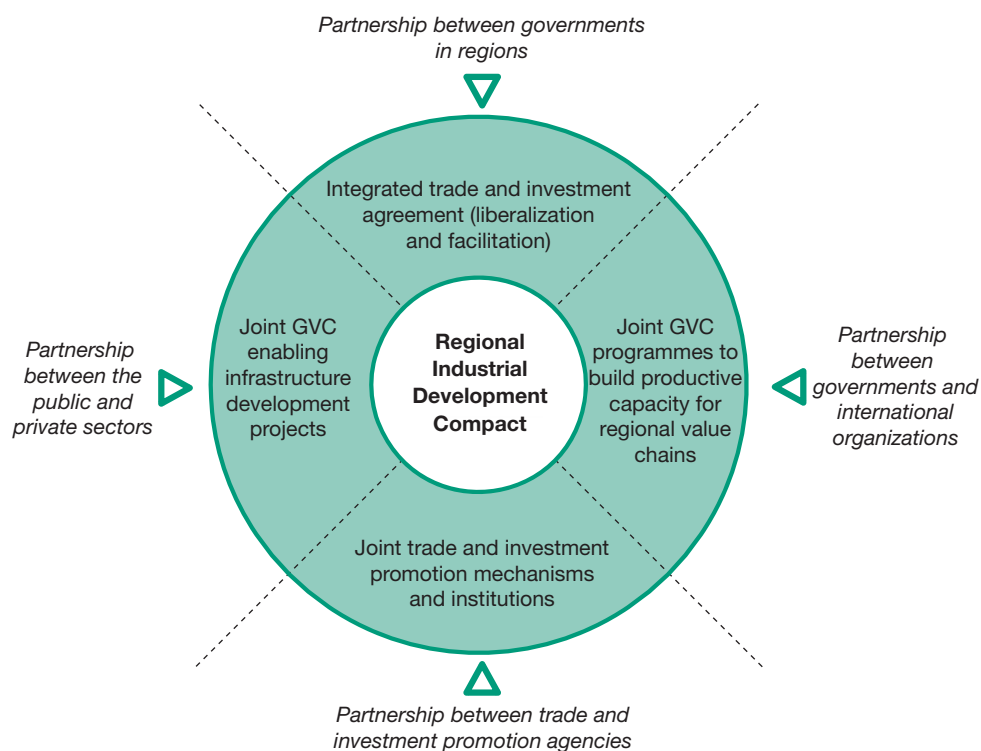 Partnership between governments
in regions
Integrated trade and investment
agreement (liberalization
and facilitation)
Joint GVC
enabling
infrastructure
development
projects
Regional
Industrial
Development
Compact
Joint GVC
programmes to
build productive
capacity for
regional value
chains
Partnership
between the
public and
private sectors
Partnership
between
governments and
international
organizations
Joint trade and investment
promotion mechanisms
and institutions
Partnership between trade and
investment promotion agencies